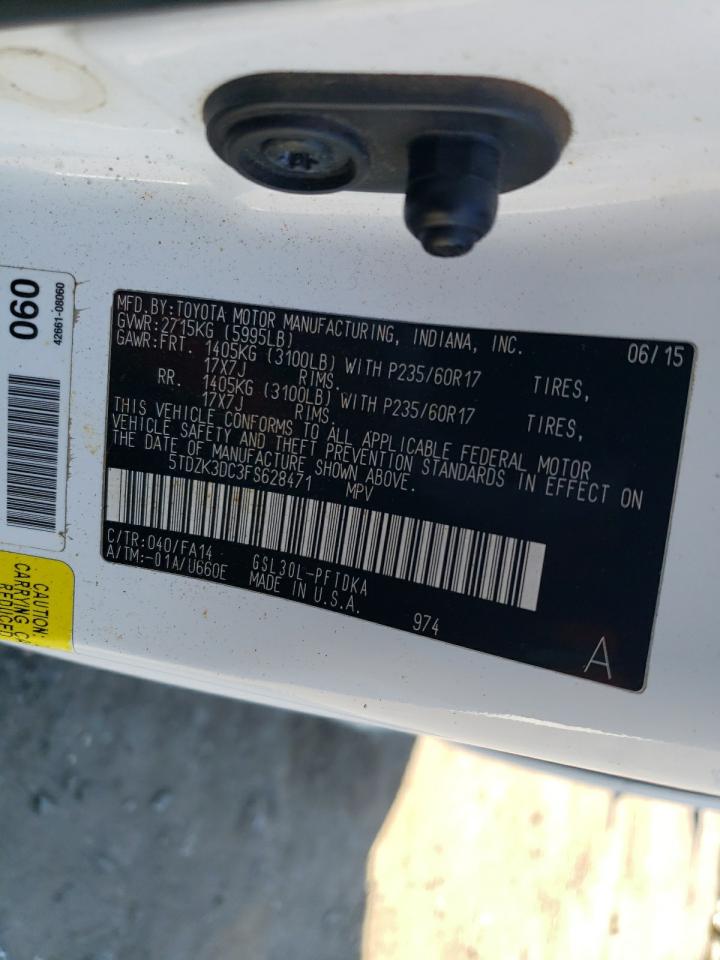 060
42661-08060
MFD.BY:TOYOTA MOTOR MANUFACTURING, INDIANA, INC. 06/15
GVWR:2715KG (5995LB)
GAWR:FRT. 1405KG (3100LB) WITH P235/60R17 TIRES,
17X7J RIMS.
RR. 1405KG (3100LB) WITH P235/60R17 TIRES,
17X7J RIMS.
THIS VEHICLE CONFORMS TO ALL APPLICABLE FEDERAL MOTOR
VEHICLE SAFETY AND THEFT PREVENTION STANDARDS IN EFFECT ON
THE DATE OF MANUFACTURE SHOWN ABOVE.
5TDZK3DC3FS628471 MPV
C/TR:040/FA14 GSL30L-PFTDKA
A/TM:-01A/U660E MADE IN U.S.A.
974
A
CAUTION:
CARRYING
REDUCED